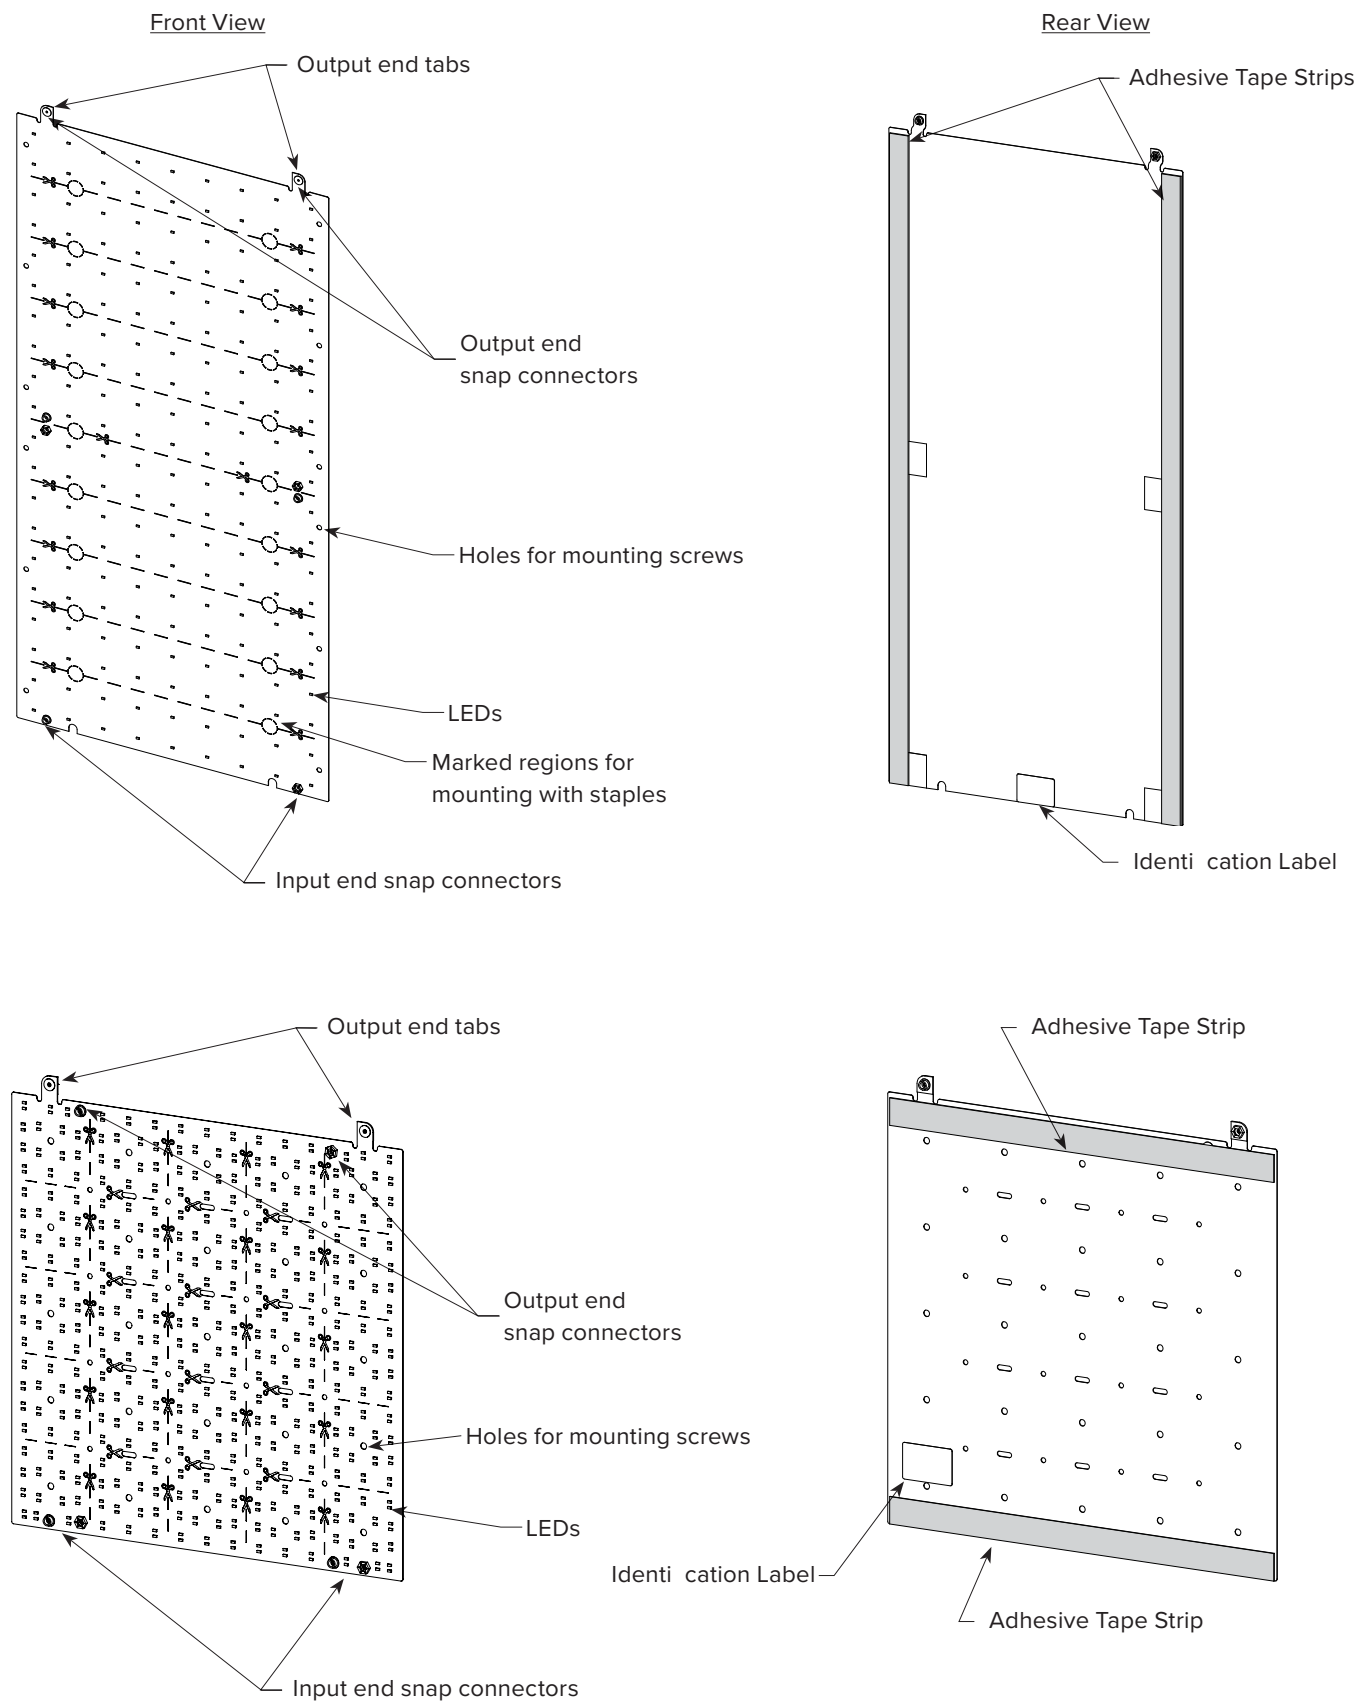 Front View
Rear View
Output end tabs
Adhesive Tape Strips
Output end
snap connectors
Holes for mounting screws
LEDs
Marked regions for
mounting with staples
Identi cation Label
Input end snap connectors
Output end tabs
Adhesive Tape Strip
Output end
snap connectors
Holes for mounting screws
LEDs
Identi cation Label
Adhesive Tape Strip
Input end snap connectors